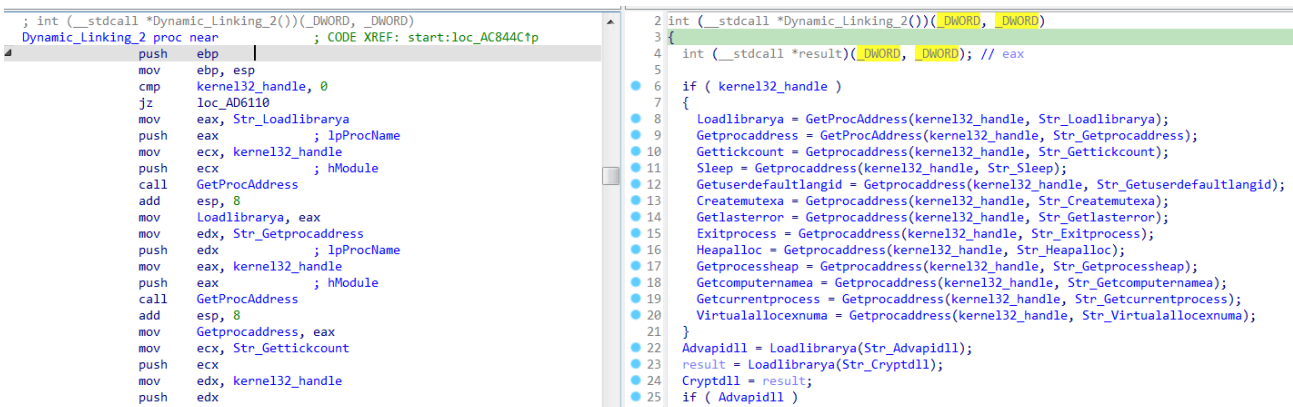 ; int (__stdcall *Dynamic_Linking_2())(_DWORD, _DWORD)
Dynamic_Linking_2 proc near ; CODE XREF: start:loc_AC844C↑p
push ebp
mov ebp, esp
cmp kernel32_handle, 0
jz loc_AD6110
mov eax, Str_Loadlibrarya
push eax ; lpProcName
mov ecx, kernel32_handle
push ecx ; hModule
call GetProcAddress
add esp, 8
mov Loadlibrarya, eax
mov edx, Str_Getprocaddress
push edx ; lpProcName
mov eax, kernel32_handle
push eax ; hModule
call GetProcAddress
add esp, 8
mov Getprocaddress, eax
mov ecx, Str_Gettickcount
push ecx
mov edx, kernel32_handle
push edx
2 int (__stdcall *Dynamic_Linking_2())(_DWORD, _DWORD)
3 {
4 int (__stdcall *result)(_DWORD, _DWORD); // eax
5
6 if ( kernel32_handle )
7 {
8 Loadlibrarya = GetProcAddress(kernel32_handle, Str_Loadlibrarya);
9 Getprocaddress = GetProcAddress(kernel32_handle, Str_Getprocaddress);
10 Gettickcount = Getprocaddress(kernel32_handle, Str_Gettickcount);
11 Sleep = Getprocaddress(kernel32_handle, Str_Sleep);
12 Getuserdefaultlangid = Getprocaddress(kernel32_handle, Str_Getuserdefaultlangid);
13 Createmutexa = Getprocaddress(kernel32_handle, Str_Createmutexa);
14 Getlasterror = Getprocaddress(kernel32_handle, Str_Getlasterror);
15 Exitprocess = Getprocaddress(kernel32_handle, Str_Exitprocess);
16 Heapalloc = Getprocaddress(kernel32_handle, Str_Heapalloc);
17 Getprocessheap = Getprocaddress(kernel32_handle, Str_Getprocessheap);
18 Getcomputernamea = Getprocaddress(kernel32_handle, Str_Getcomputernamea);
19 Getcurrentprocess = Getprocaddress(kernel32_handle, Str_Getcurrentprocess);
20 Virtualallocexnuma = Getprocaddress(kernel32_handle, Str_Virtualallocexnuma);
21 }
22 Advapidll = Loadlibrarya(Str_Advapidll);
23 result = Loadlibrarya(Str_Cryptdll);
24 Cryptdll = result;
25 if ( Advapidll )